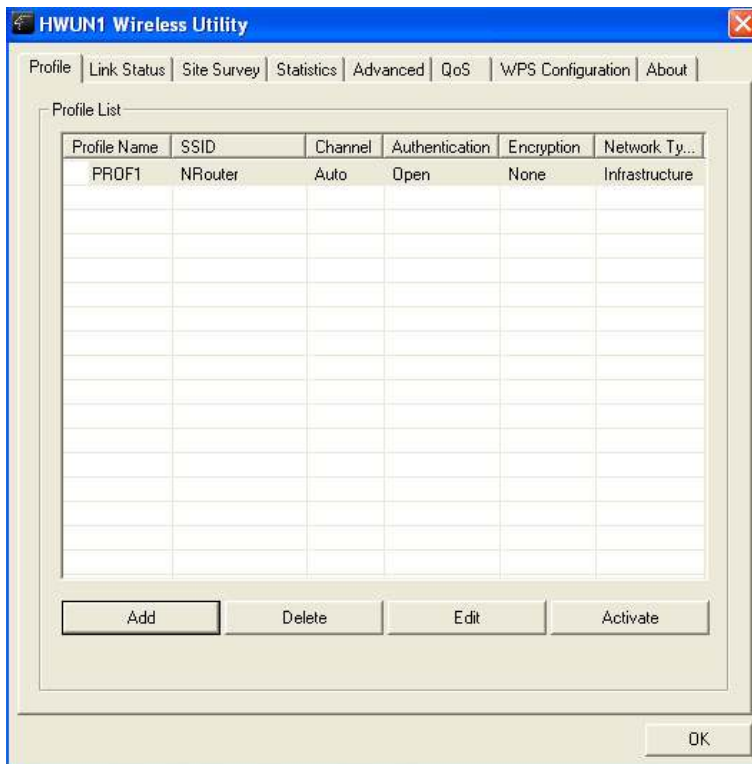 HWUN1 Wireless Utility
Profile Link Status Site Survey Statistics Advanced QoS WPS Configuration About
Profile List
Profile Name SSID Channel Authentication Encryption Network Ty...
PROF1 NRouter Auto Open None Infrastructure
Add Delete Edit Activate
OK